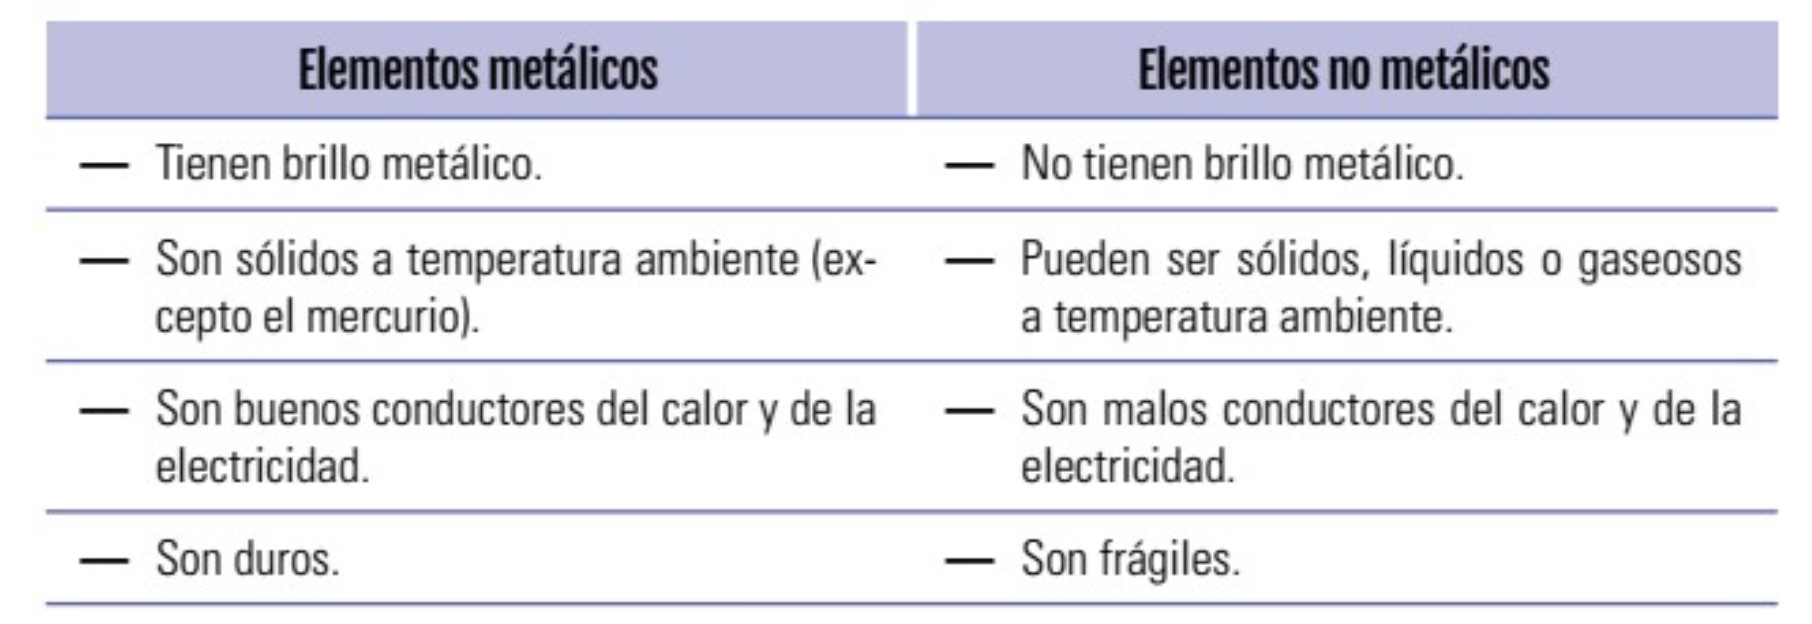 Elementos metálicos
Elementos no metálicos
— Tienen brillo metálico.
— No tienen brillo metálico.
— Son sólidos a temperatura ambiente (ex-
cepto el mercurio).
— Pueden ser sólidos, líquidos o gaseosos
a temperatura ambiente.
— Son buenos conductores del calor y de la
electricidad.
— Son malos conductores del calor y de la
electricidad.
— Son duros.
— Son frágiles.